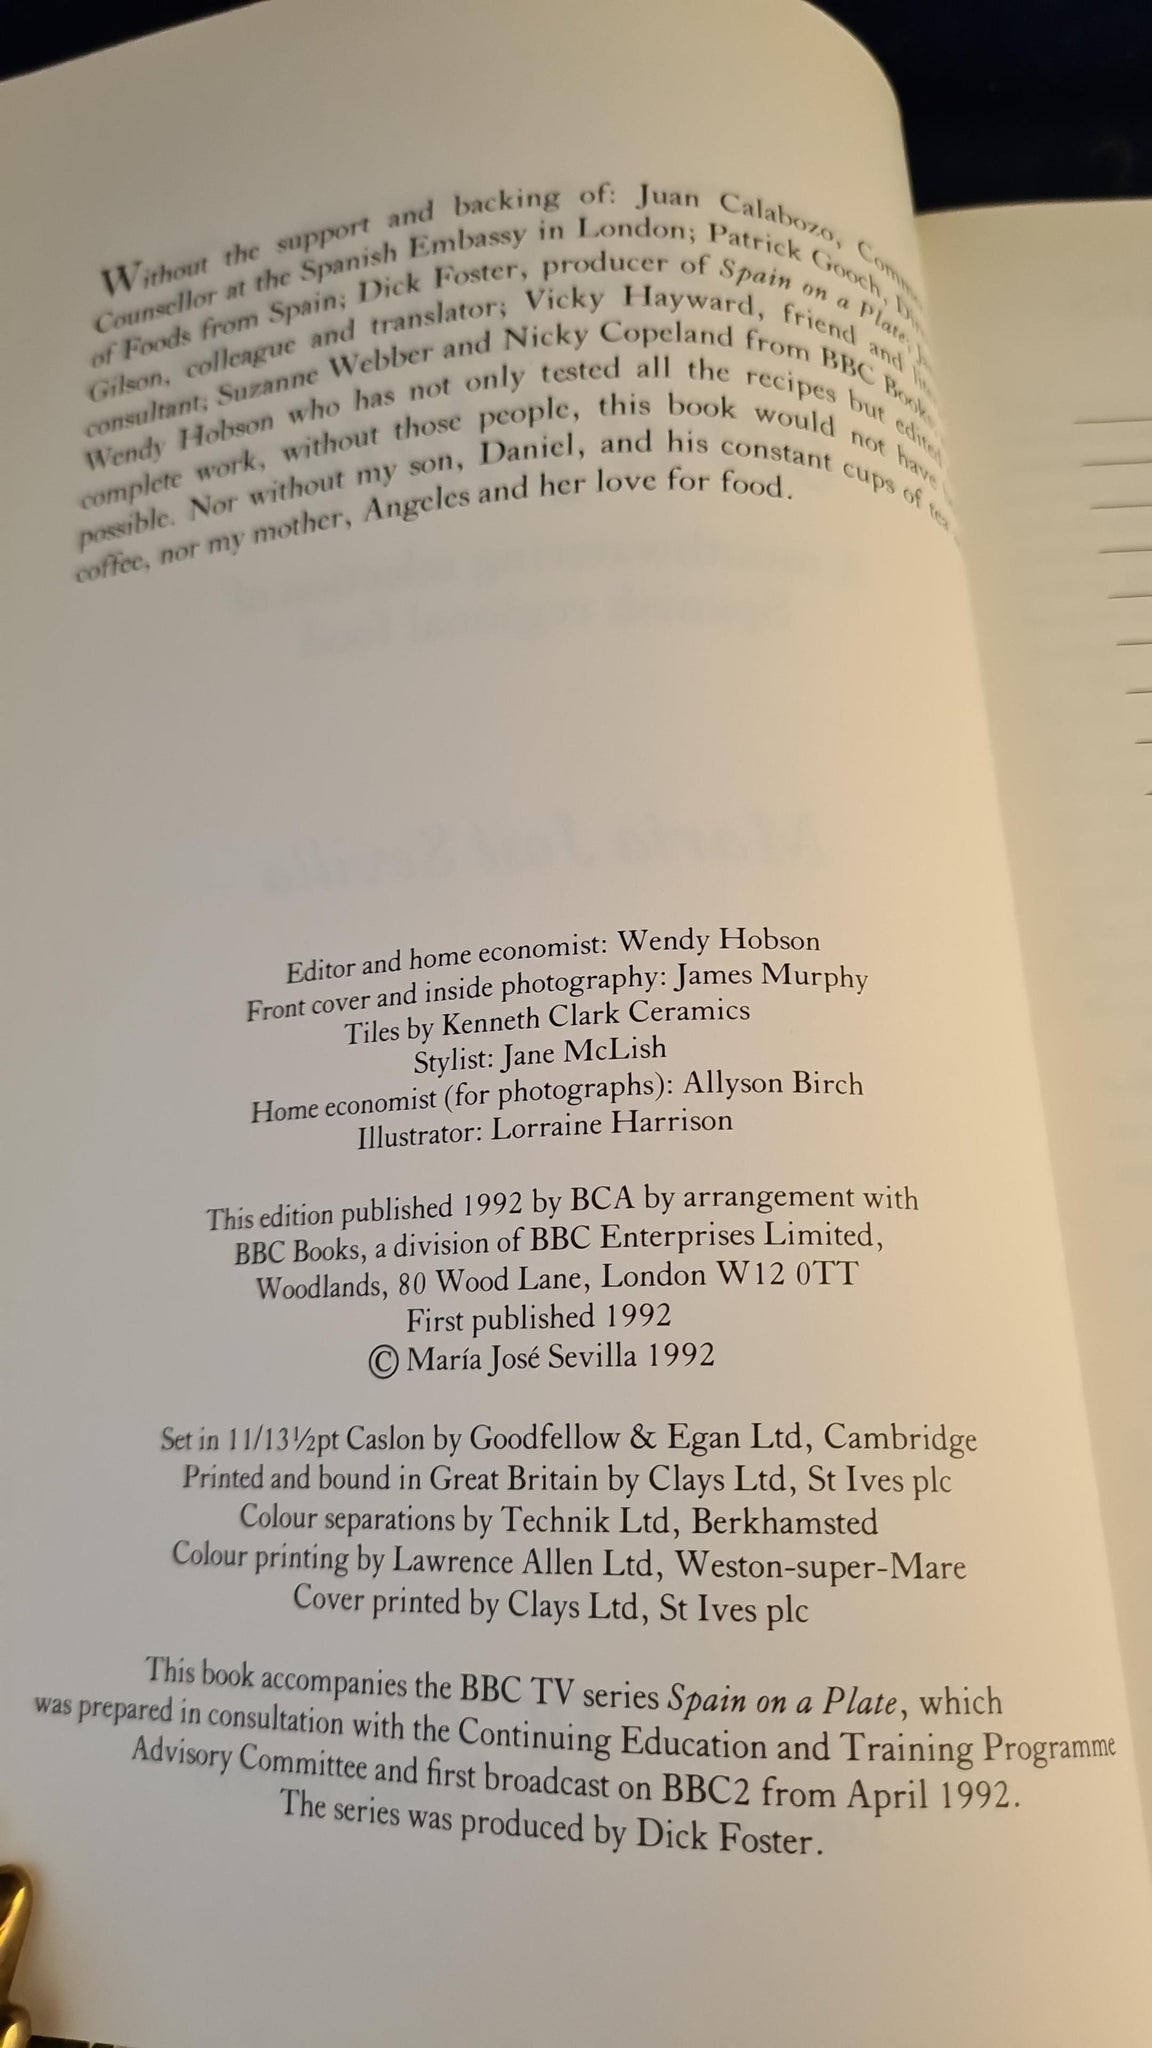 Without the support and backing of: Juan Calabozo,
Counsellor at the Spanish Embassy in London; Patrick Gooch,
of Foods from Spain; Dick Foster, producer of Spain on a Plate;
Gilson, colleague and translator; Vicky Hayward, friend and
consultant; Suzanne Webber and Nicky Copeland from BBC Books
Wendy Hobson who has not only tested all the recipes but edited
complete work, without those people, this book would not have
possible. Nor without my son, Daniel, and his constant cups of tea
coffee, nor my mother, Angeles and her love for food.
Editor and home economist: Wendy Hobson
Front cover and inside photography: James Murphy
Tiles by Kenneth Clark Ceramics
Stylist: Jane McLish
Home economist (for photographs): Allyson Birch
Illustrator: Lorraine Harrison
This edition published 1992 by BCA by arrangement with
BBC Books, a division of BBC Enterprises Limited,
Woodlands, 80 Wood Lane, London W12 0TT
First published 1992
© María José Sevilla 1992
Set in 11/13½pt Caslon by Goodfellow & Egan Ltd, Cambridge
Printed and bound in Great Britain by Clays Ltd, St Ives plc
Colour separations by Technik Ltd, Berkhamsted
Colour printing by Lawrence Allen Ltd, Weston-super-Mare
Cover printed by Clays Ltd, St Ives plc
This book accompanies the BBC TV series Spain on a Plate, which
was prepared in consultation with the Continuing Education and Training Programme
Advisory Committee and first broadcast on BBC2 from April 1992.
The series was produced by Dick Foster.